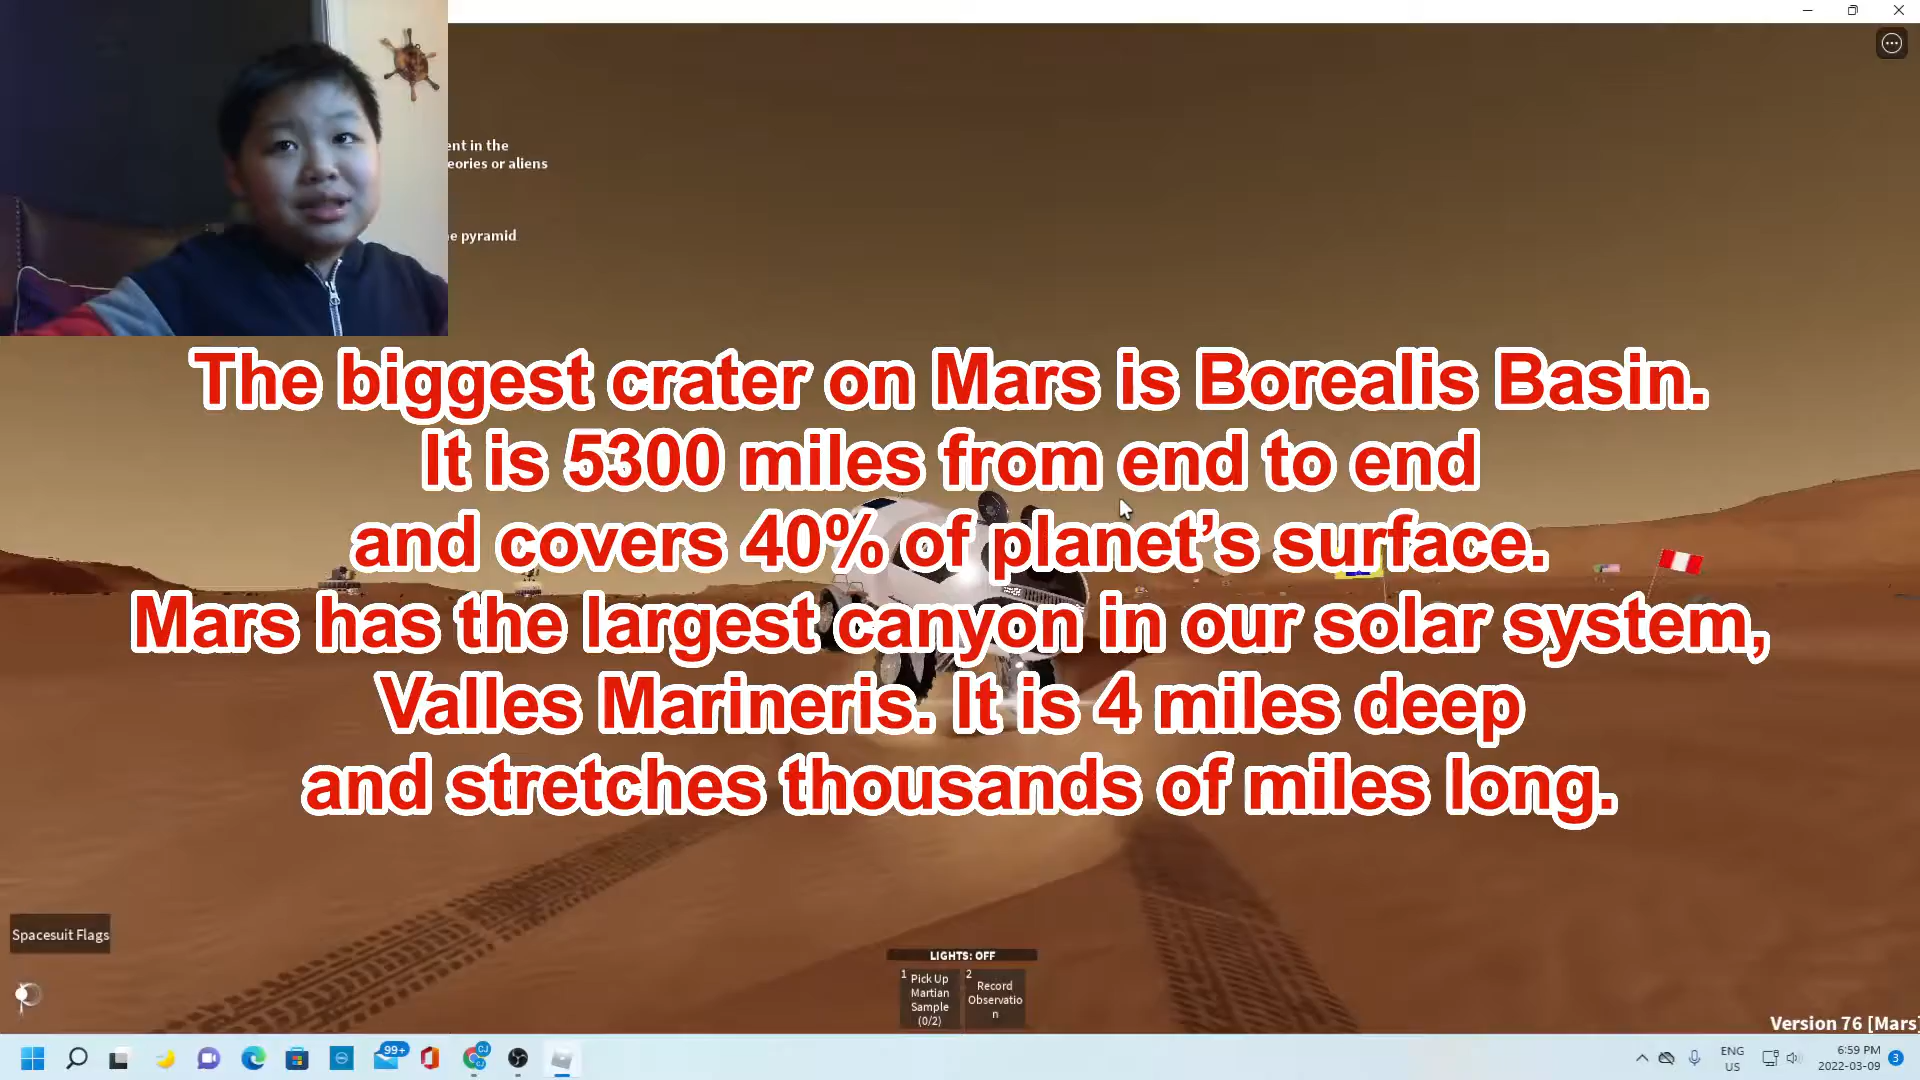 ent in the
eories or aliens
e pyramid
The biggest crater on Mars is Borealis Basin.
It is 5300 miles from end to end
and covers 40% of planet’s surface.
Mars has the largest canyon in our solar system,
Valles Marineris. It is 4 miles deep
and stretches thousands of miles long.
Spacesuit Flags
LIGHTS: OFF
1
Pick Up
Martian
Sample
(0/2)
2
Record
Observatio
n
Version 76 [Mars]
99+
CJ
CJ
ENG
US
6:59 PM
2022-03-09
3